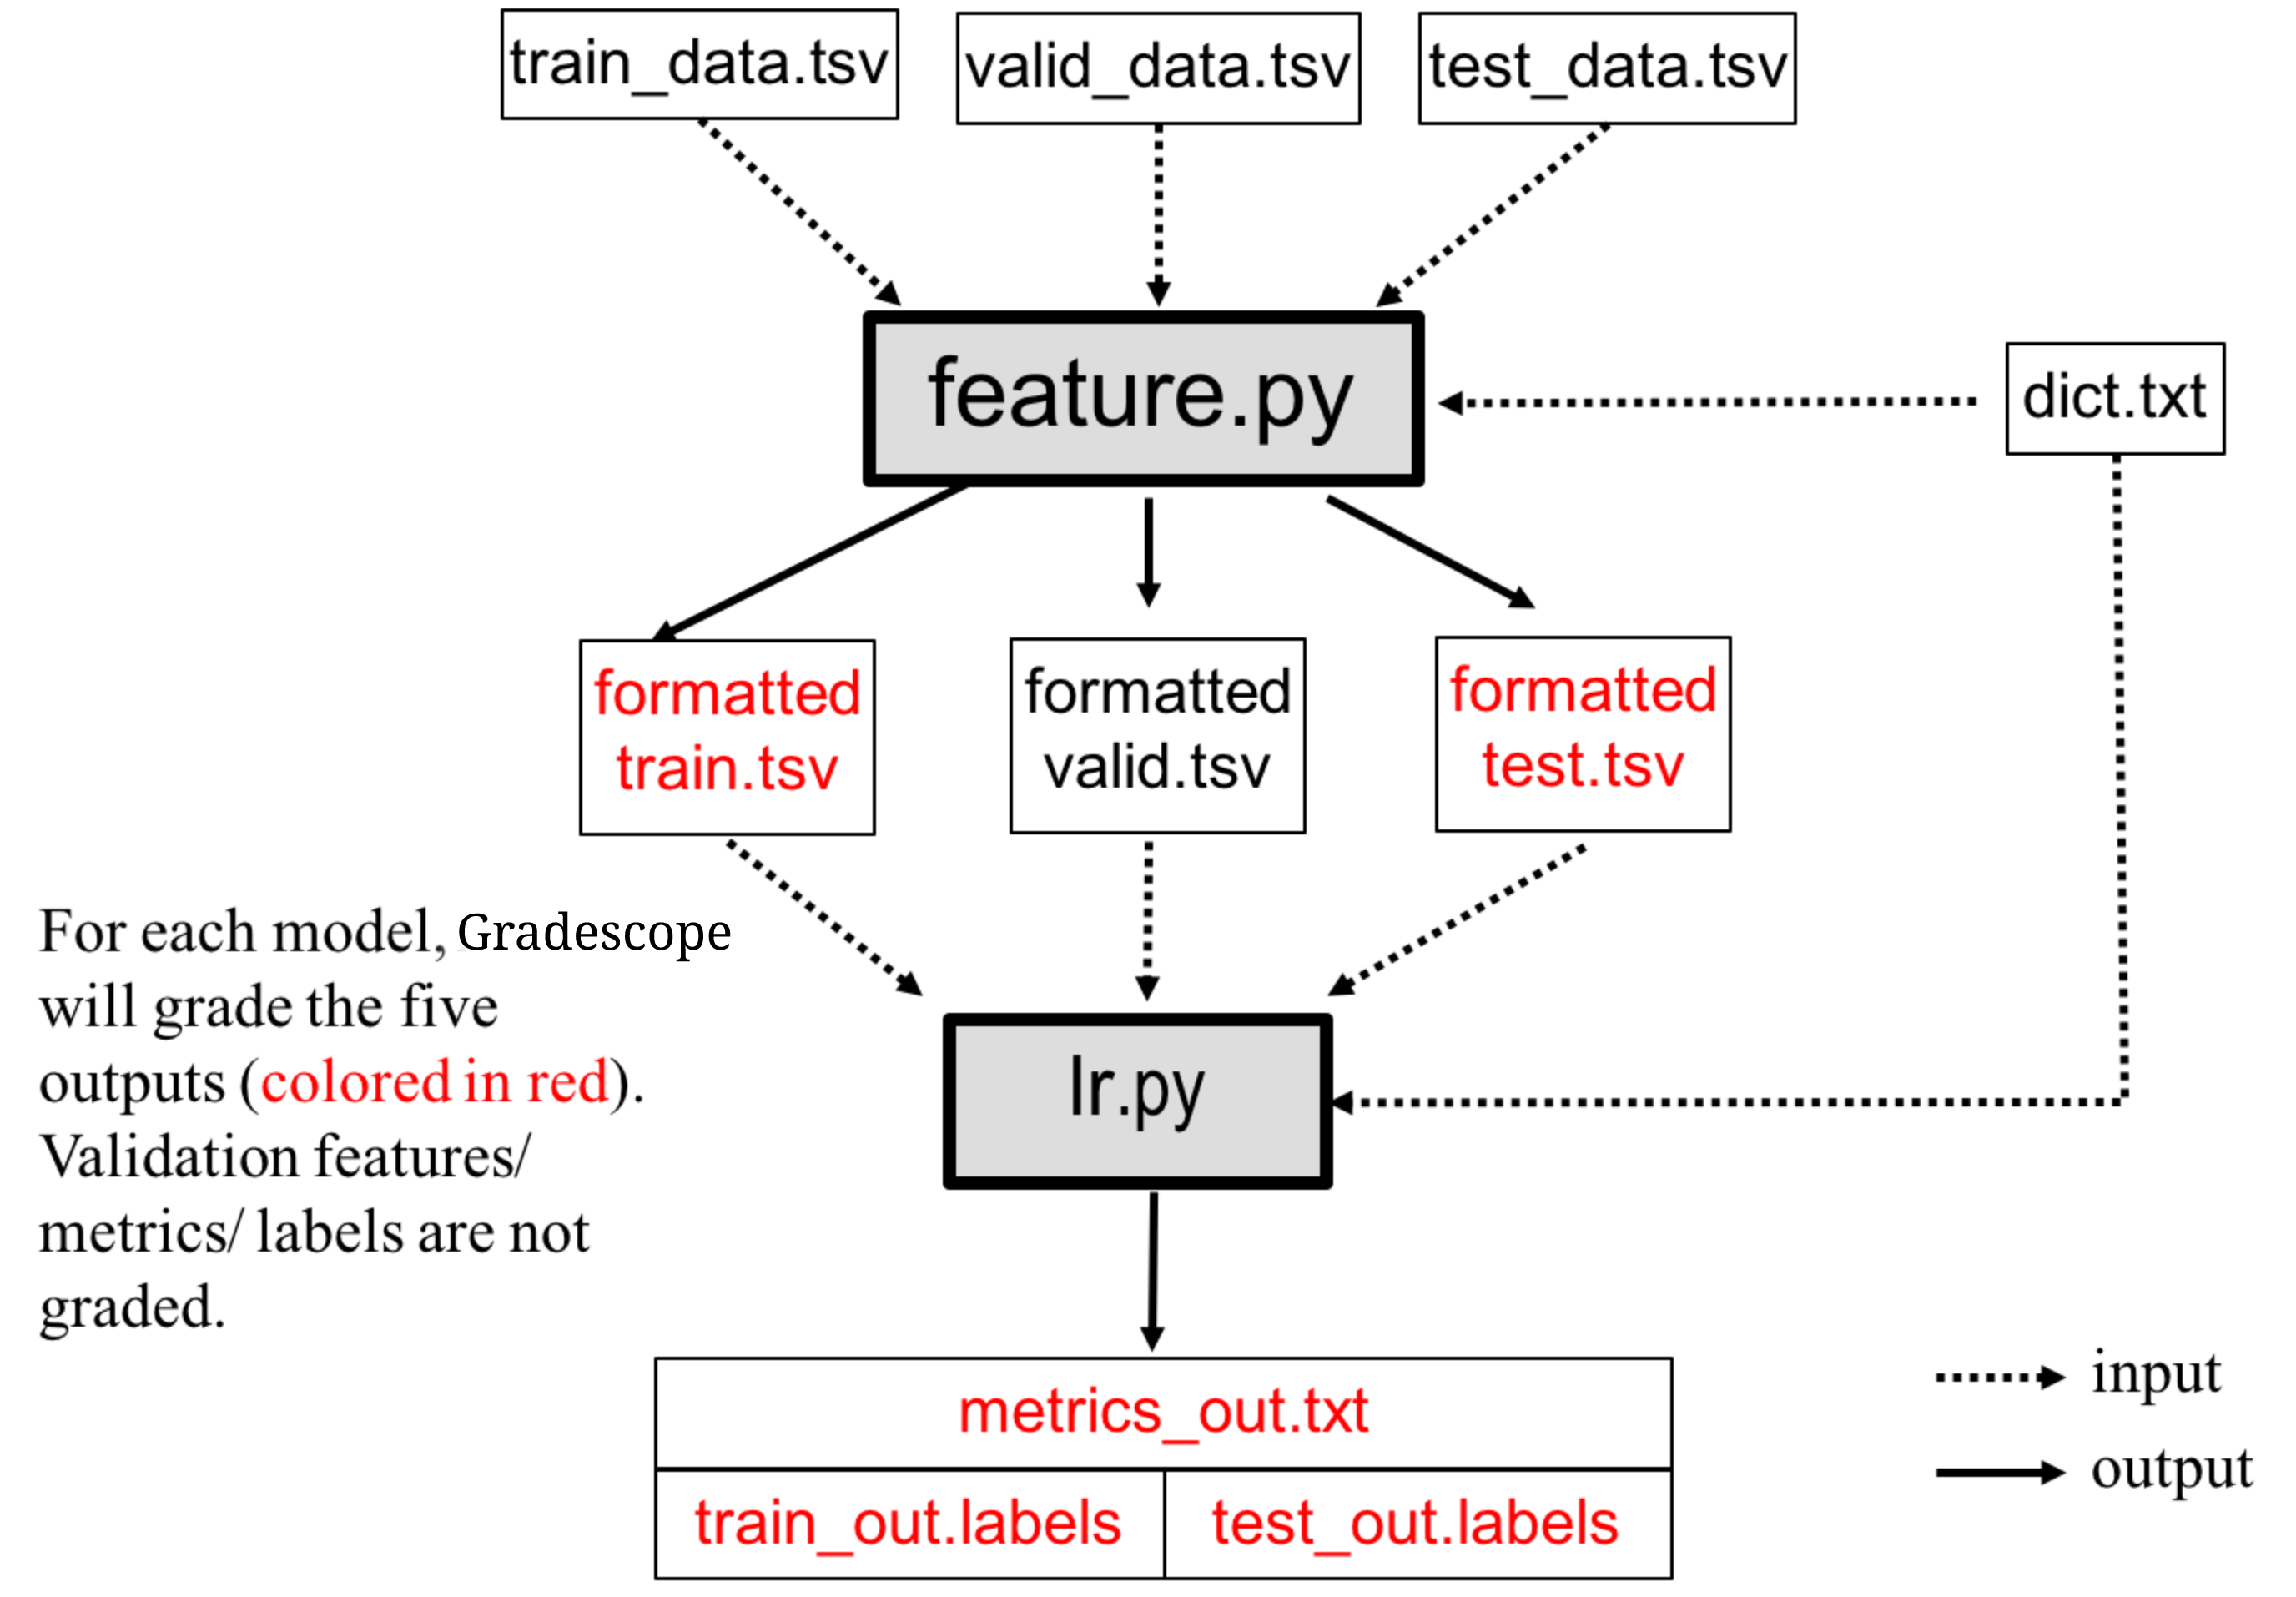 train_data.tsv
valid_data.tsv
test_data.tsv
feature.py
dict.txt
formatted
train.tsv
formatted
valid.tsv
formatted
test.tsv
For each model, Gradescope
will grade the five
outputs (colored in red).
Validation features/
metrics/ labels are not
graded.
lr.py
metrics_out.txt
train_out.labels
test_out.labels
input
output